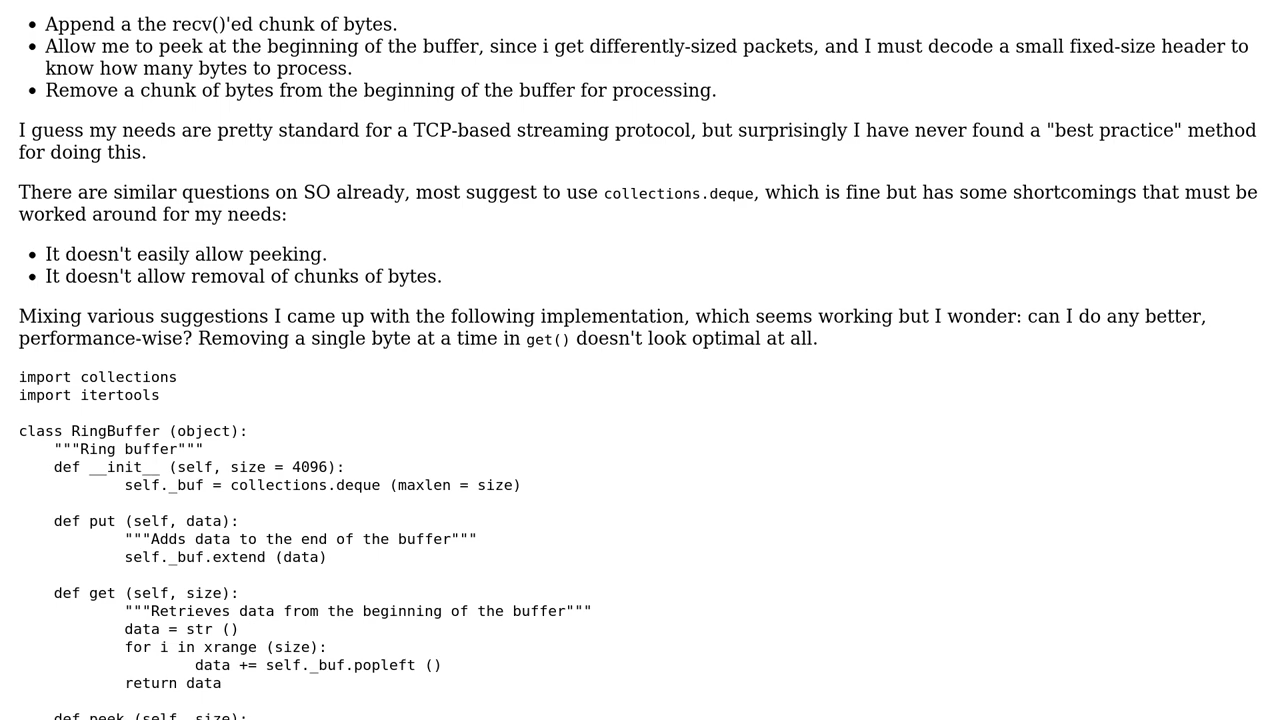 • Append a the recv()'ed chunk of bytes.
• Allow me to peek at the beginning of the buffer, since i get differently-sized packets, and I must decode a small fixed-size header to
know how many bytes to process.
• Remove a chunk of bytes from the beginning of the buffer for processing.
I guess my needs are pretty standard for a TCP-based streaming protocol, but surprisingly I have never found a "best practice" method
for doing this.
There are similar questions on SO already, most suggest to use collections.deque, which is fine but has some shortcomings that must be
worked around for my needs:
• It doesn't easily allow peeking.
• It doesn't allow removal of chunks of bytes.
Mixing various suggestions I came up with the following implementation, which seems working but I wonder: can I do any better,
performance-wise? Removing a single byte at a time in get() doesn't look optimal at all.
import collections
import itertools
class RingBuffer (object):
    """Ring buffer"""
    def __init__ (self, size = 4096):
            self._buf = collections.deque (maxlen = size)
    def put (self, data):
            """Adds data to the end of the buffer"""
            self._buf.extend (data)
    def get (self, size):
            """Retrieves data from the beginning of the buffer"""
            data = str ()
            for i in xrange (size):
                    data += self._buf.popleft ()
            return data
    def peek (self, size):